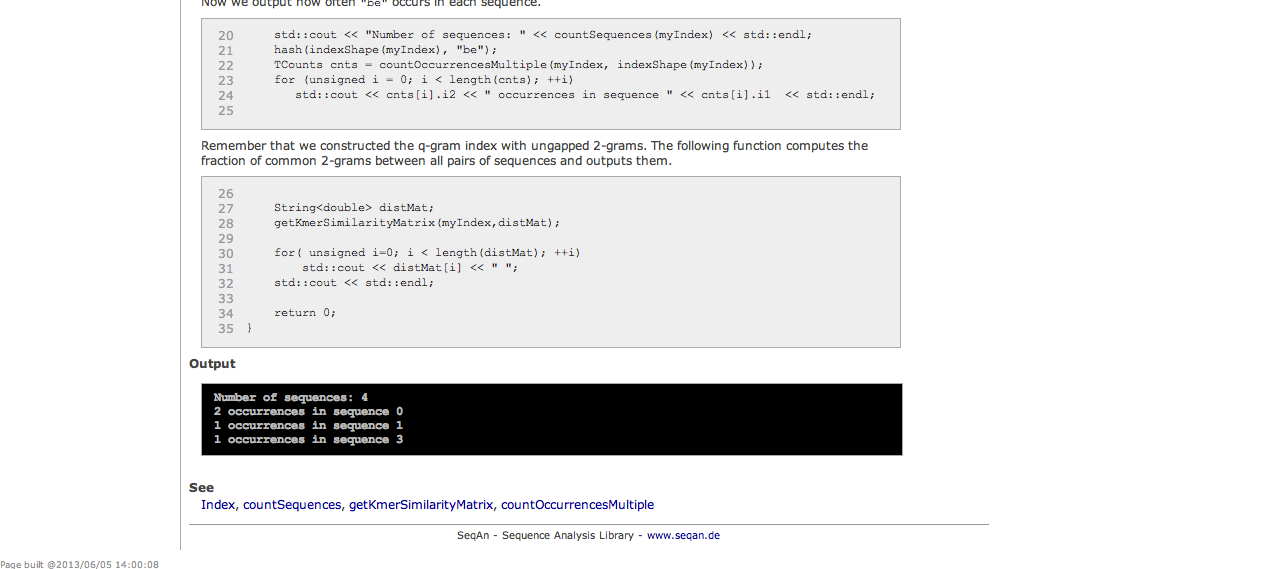 Now we output how often "be" occurs in each sequence.
20 std::cout << "Number of sequences: " << countSequences(myIndex) << std::endl;
21 hash(indexShape(myIndex), "be");
22 TCounts cnts = countOccurrencesMultiple(myIndex, indexShape(myIndex));
23 for (unsigned i = 0; i < length(cnts); ++i)
24 std::cout << cnts[i].i2 << " occurrences in sequence " << cnts[i].i1  << std::endl;
25
Remember that we constructed the q-gram index with ungapped 2-grams. The following function computes the
fraction of common 2-grams between all pairs of sequences and outputs them.
26
27 String<double> distMat;
28 getKmerSimilarityMatrix(myIndex,distMat);
29
30 for( unsigned i=0; i < length(distMat); ++i)
31 std::cout << distMat[i] << " ";
32 std::cout << std::endl;
33
34 return 0;
35 }
Output
Number of sequences: 4
2 occurrences in sequence 0
1 occurrences in sequence 1
1 occurrences in sequence 3
See
Index, countSequences, getKmerSimilarityMatrix, countOccurrencesMultiple
SeqAn - Sequence Analysis Library - www.seqan.de
Page built @2013/06/05 14:00:08